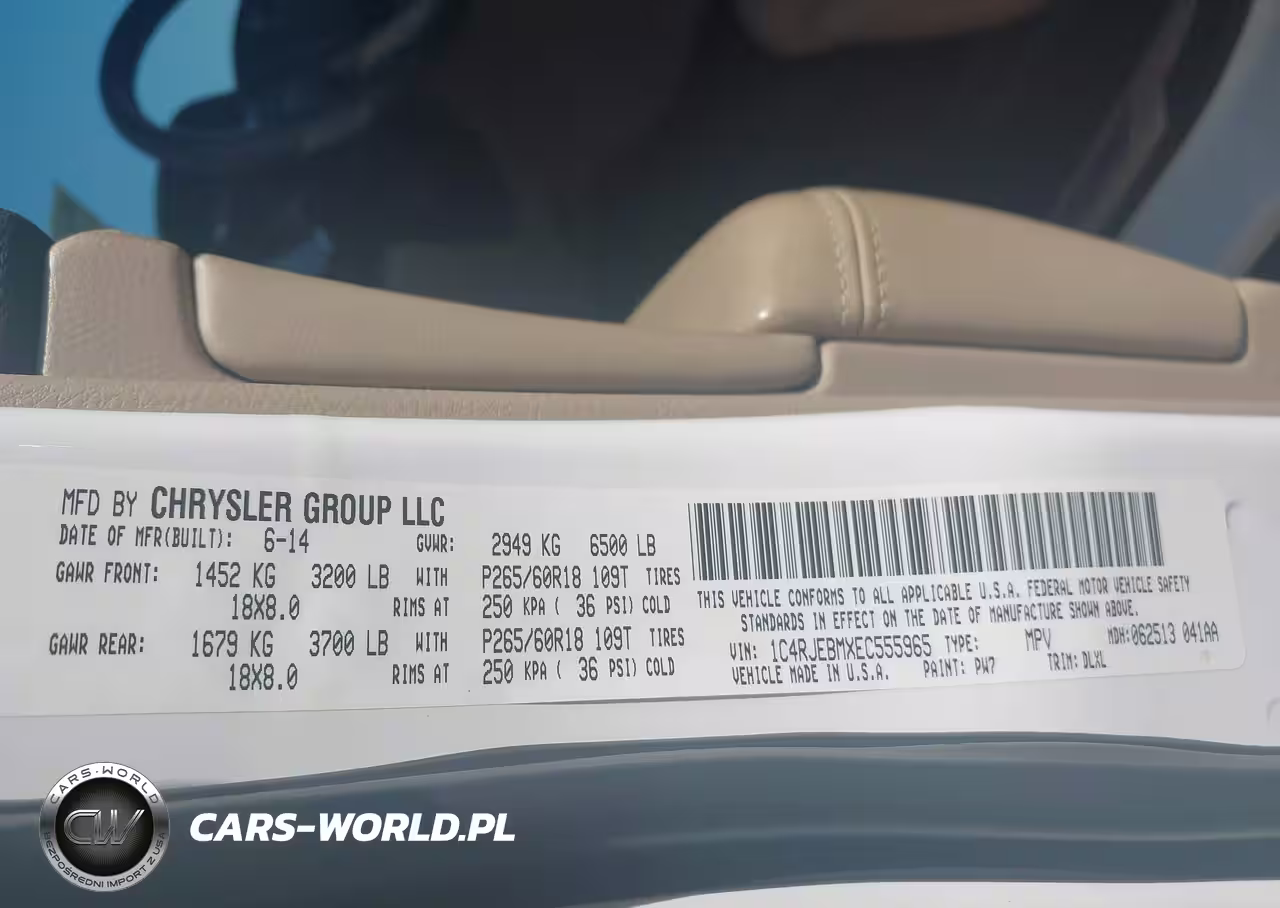 MFD BY CHRYSLER GROUP LLC
DATE OF MFR(BUILT): 6-14 GVWR: 2949 KG 6500 LB
GAWR FRONT: 1452 KG 3200 LB WITH P265/60R18 109T TIRES
18X8.0 RIMS AT 250 KPA ( 36 PSI) COLD
GAWR REAR: 1679 KG 3700 LB WITH P265/60R18 109T TIRES
18X8.0 RIMS AT 250 KPA ( 36 PSI) COLD
THIS VEHICLE CONFORMS TO ALL APPLICABLE U.S.A. FEDERAL MOTOR VEHICLE SAFETY
STANDARDS IN EFFECT ON THE DATE OF MANUFACTURE SHOWN ABOVE.
VIN: 1C4RJEBMXEC555965 TYPE: MPV MDH:062513 041AA
VEHICLE MADE IN U.S.A. PAINT: PW7 TRIM: DLXL
CARS-WORLD
CW
BEZPOŚREDNI IMPORT Z USA
CARS-WORLD.PL